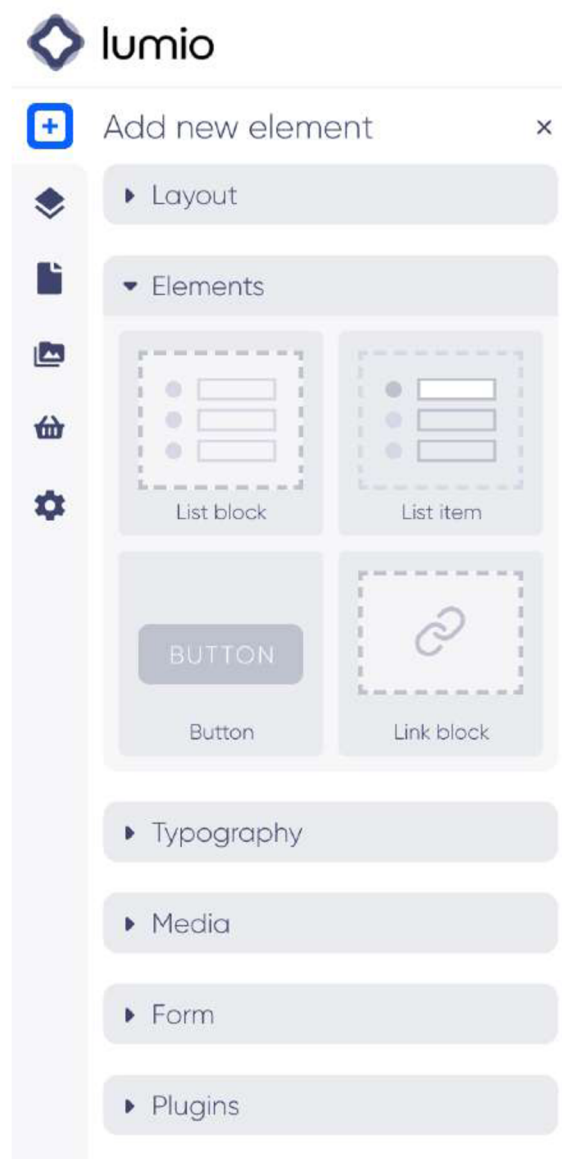 lumio
Add new element
Layout
Elements
List block
List item
BUTTON
Button
Link block
Typography
Media
Form
Plugins